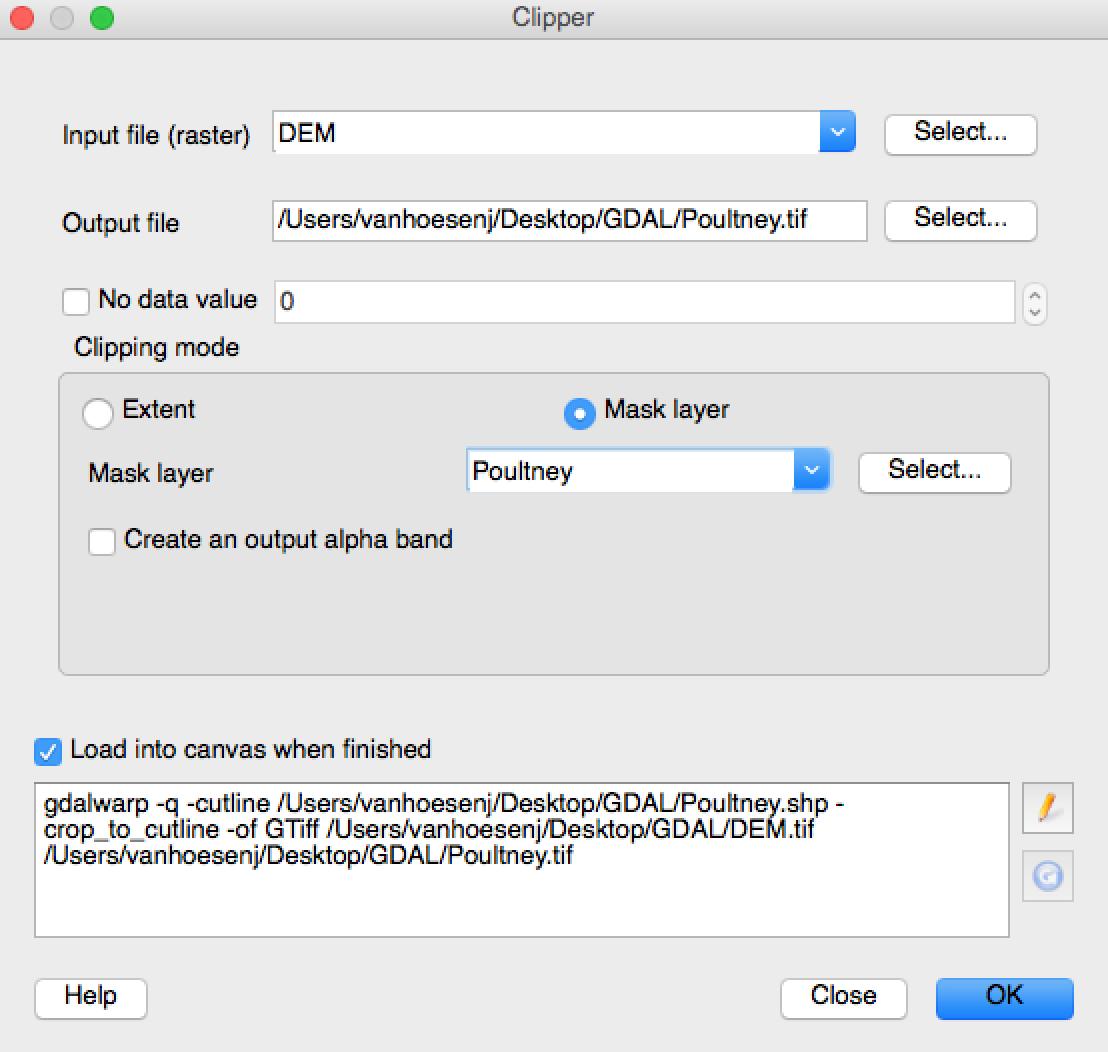 Clipper
Input file (raster) DEM Select...
Output file /Users/vanhoesenj/Desktop/GDAL/Poultney.tif Select...
No data value 0
Clipping mode
Extent Mask layer
Mask layer Poultney Select...
Create an output alpha band
Load into canvas when finished
gdalwarp -q -cutline /Users/vanhoesenj/Desktop/GDAL/Poultney.shp -
crop_to_cutline -of GTiff /Users/vanhoesenj/Desktop/GDAL/DEM.tif
/Users/vanhoesenj/Desktop/GDAL/Poultney.tif
Help Close OK